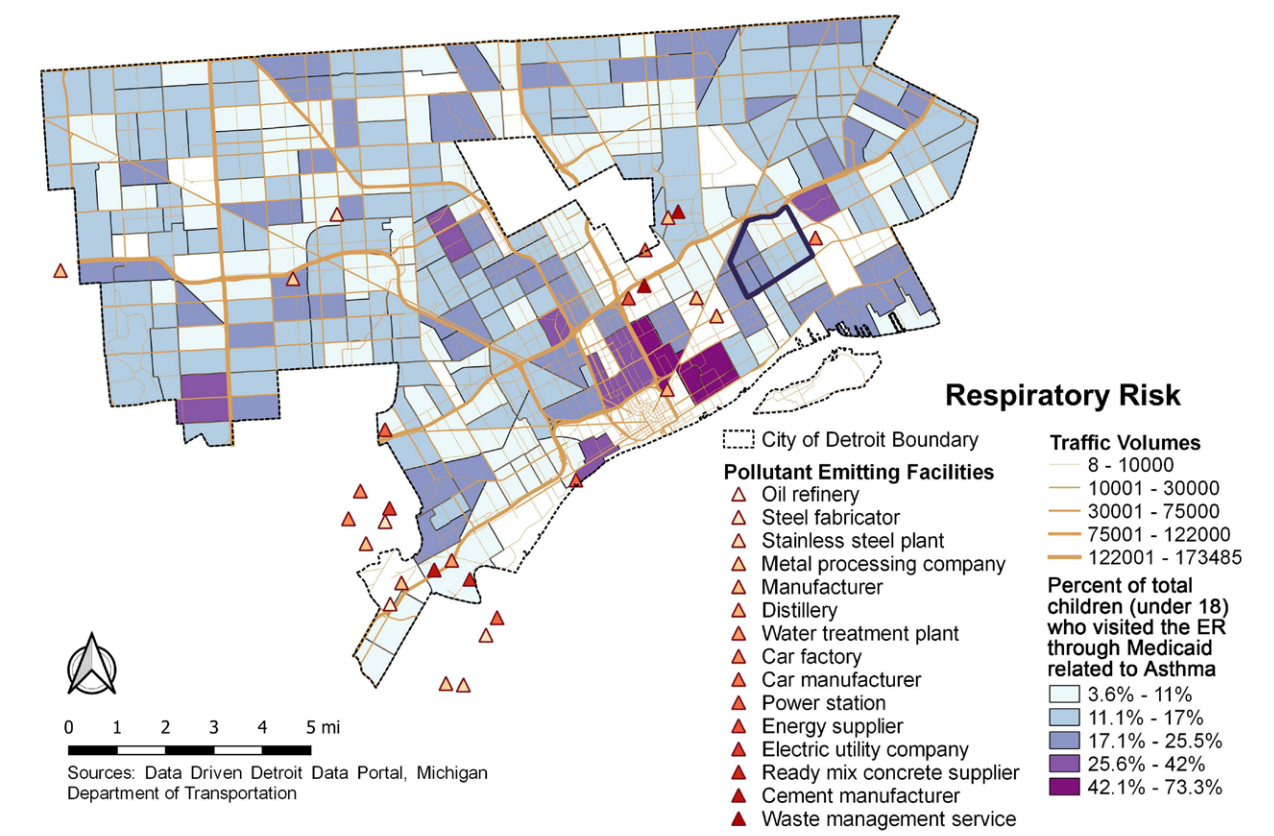 Respiratory Risk
City of Detroit Boundary
Pollutant Emitting Facilities
Oil refinery
Steel fabricator
Stainless steel plant
Metal processing company
Manufacturer
Distillery
Water treatment plant
Car factory
Car manufacturer
Power station
Energy supplier
Electric utility company
Ready mix concrete supplier
Cement manufacturer
Waste management service
Traffic Volumes
8 - 10000
10001 - 30000
30001 - 75000
75001 - 122000
122001 - 173485
Percent of total
children (under 18)
who visited the ER
through Medicaid
related to Asthma
3.6% - 11%
11.1% - 17%
17.1% - 25.5%
25.6% - 42%
42.1% - 73.3%
0 1 2 3 4 5 mi
Sources: Data Driven Detroit Data Portal, Michigan
Department of Transportation